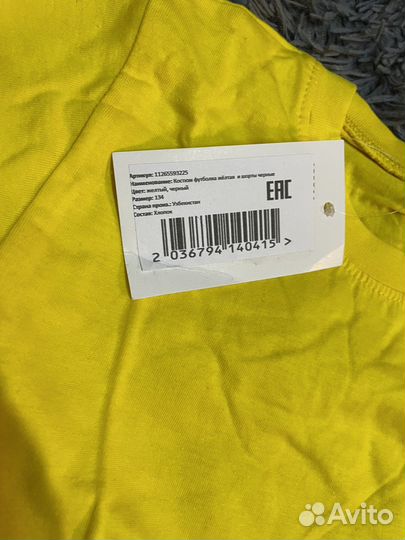 Артикул: 11265593225
Наименование: Костюм футболка жёлтая и шорты черные
Цвет: желтый, черный
Размер: 134
Страна произ.: Узбекистан
Состав: Хлопок
EAC
2 036794 140415 >
Avito